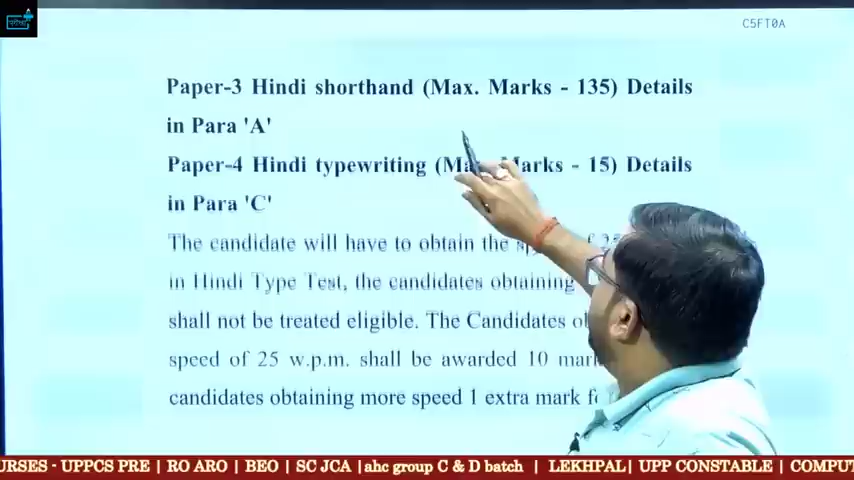 C5FT0A
Paper-3 Hindi shorthand (Max. Marks - 135) Details
in Para 'A'
Paper-4 Hindi typewriting (Ma Marks - 15) Details
in Para 'C'
The candidate will have to obtain the of
in Hindi Type Test, the candidates obtaining
shall not be treated eligible. The Candidates
speed of 25 w.p.m. shall be awarded 10
candidates obtaining more speed 1 extra mark
URSES - UPPCS PRE | RO ARO | BEO | SC JCA |ahc group C & D batch | LEKHPAL| UPP CONSTABLE | COMPUT